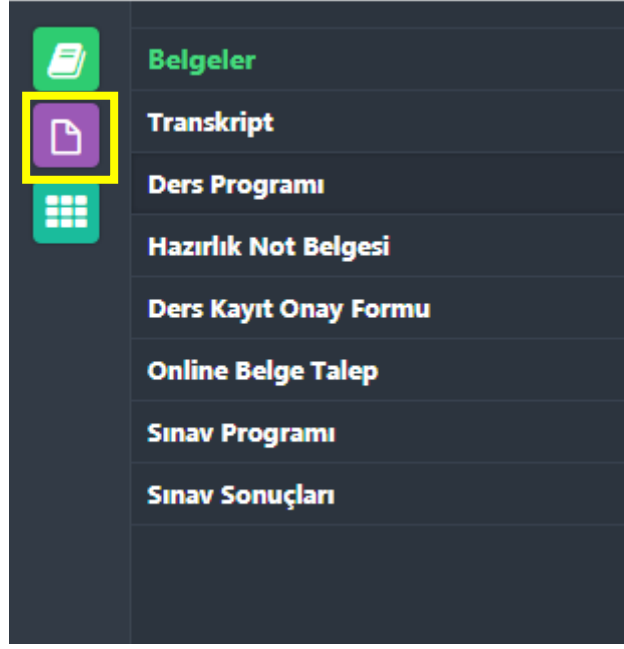 Belgeler
Transkript
Ders Programı
Hazırlık Not Belgesi
Ders Kayıt Onay Formu
Online Belge Talep
Sınav Programı
Sınav Sonuçları